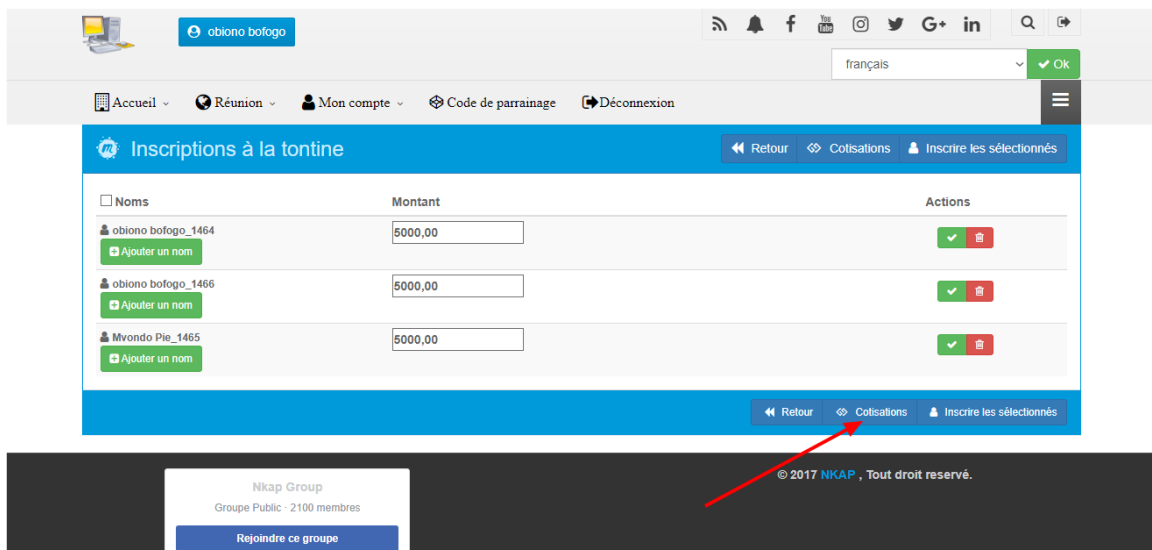 obiono bofogo
You Tube
G+ in
français
Ok
Accueil Réunion Mon compte Code de parrainage Déconnexion
Inscriptions à la tontine
Retour Cotisations Inscrire les sélectionnés
Noms Montant Actions
obiono bofogo_1464 5000,00
Ajouter un nom
obiono bofogo_1466 5000,00
Ajouter un nom
Mvondo Pie_1465 5000,00
Ajouter un nom
Retour Cotisations Inscrire les sélectionnés
© 2017 NKAP , Tout droit reservé.
Nkap Group
Groupe Public · 2100 membres
Rejoindre ce groupe